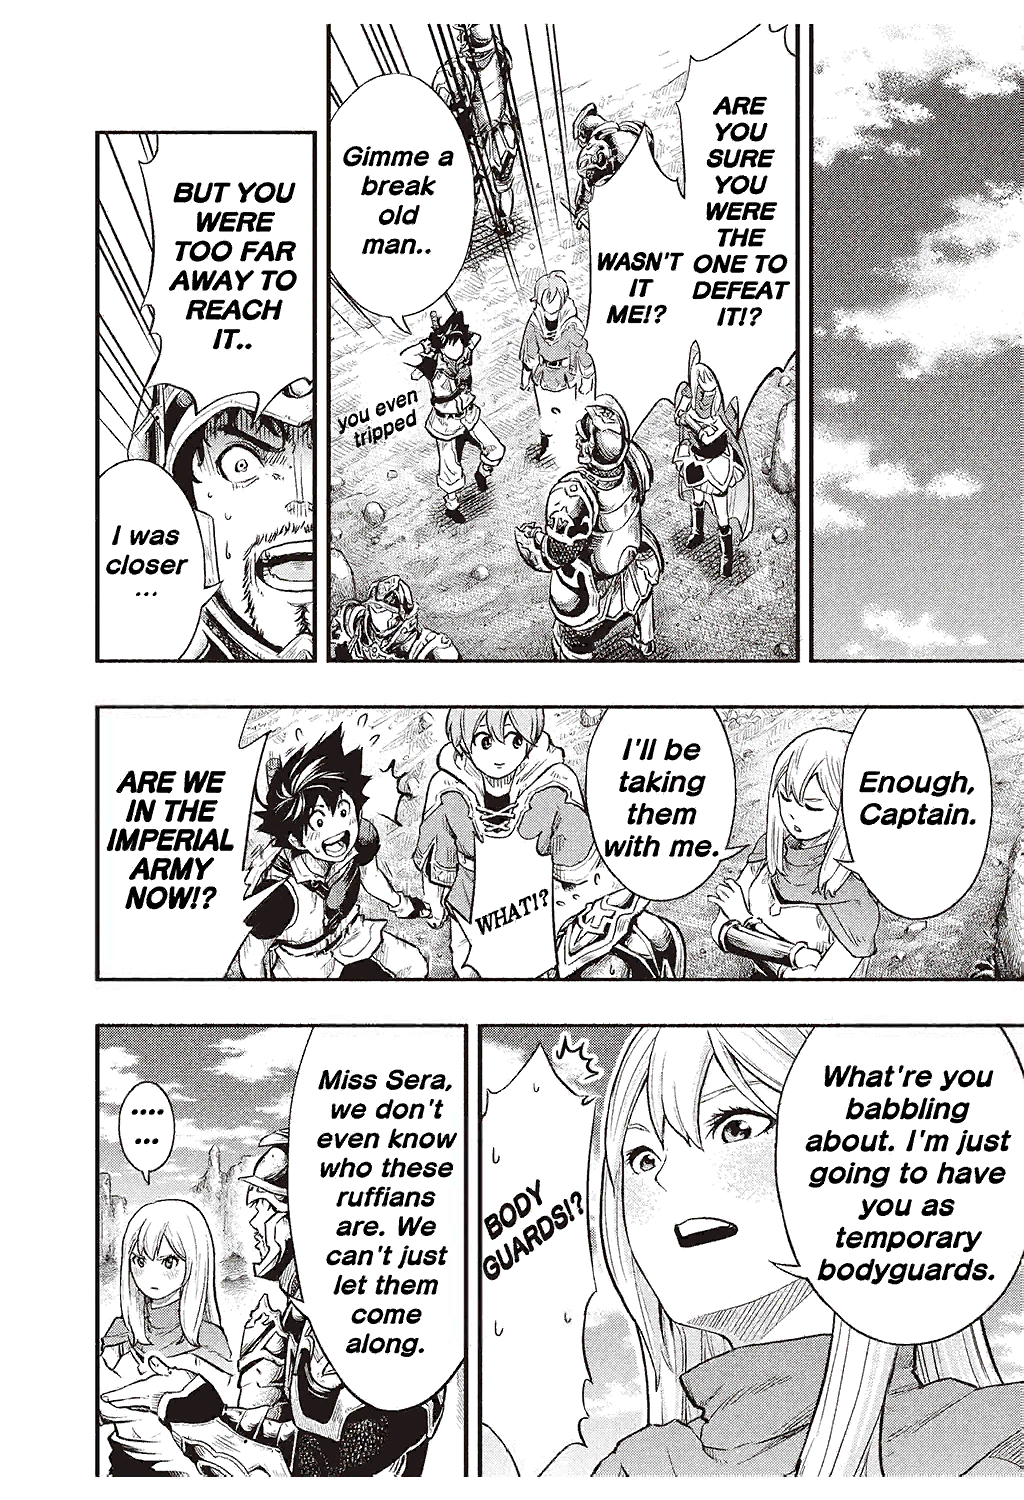 ARE
YOU
SURE
YOU
WERE
THE
ONE TO
DEFEAT
IT!?
WASN'T
IT
ME!?
Gimme a
break
old
man..
you even
tripped
BUT YOU
WERE
TOO FAR
AWAY TO
REACH
IT..
I was
closer
...
Enough,
Captain.
I'll be
taking
them
with me.
WHAT!?
ARE WE
IN THE
IMPERIAL
ARMY
NOW!?
What're you
babbling
about. I'm just
going to have
you as
temporary
bodyguards.
BODY
GUARDS!?
Miss Sera,
we don't
even know
who these
ruffians
are. We
can't just
let them
come
along.
....
...